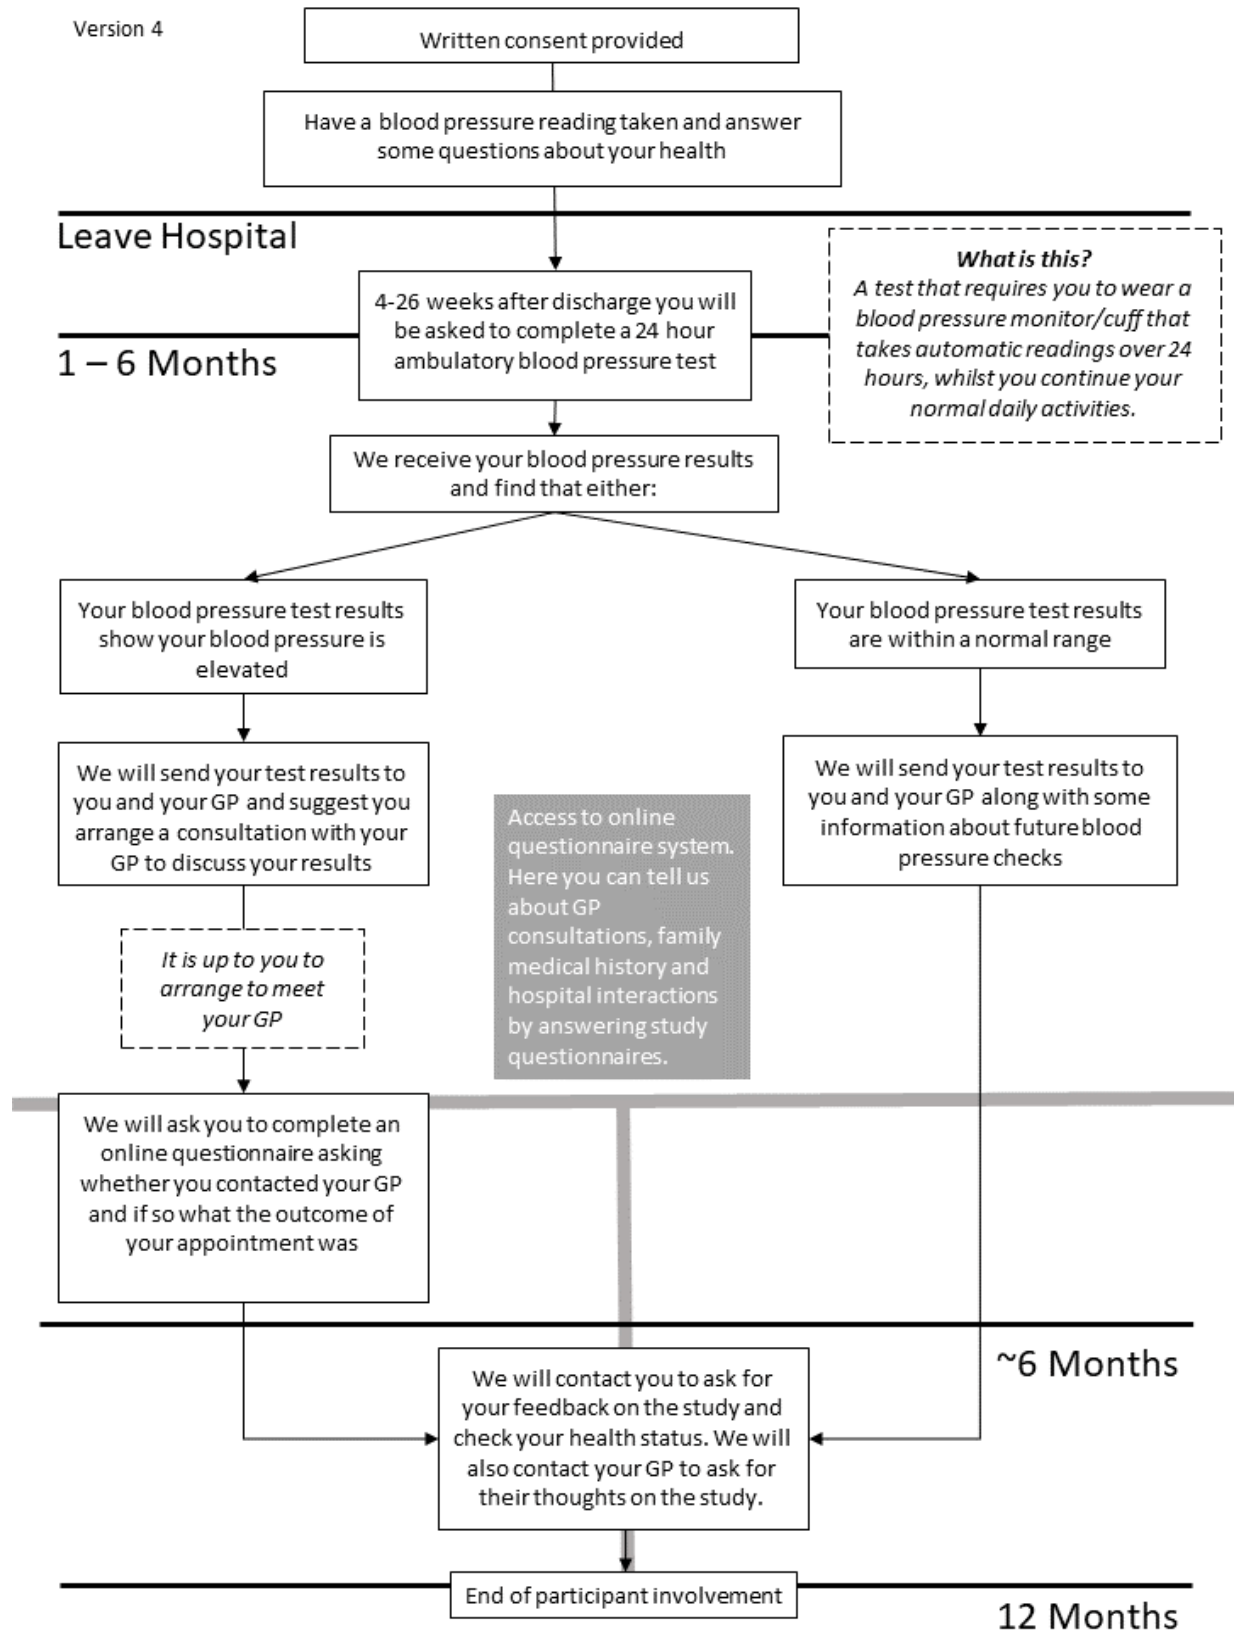 Version 4
Written consent provided
Have a blood pressure reading taken and answer
some questions about your health
Leave Hospital
What is this?
A test that requires you to wear a
blood pressure monitor/cuff that
takes automatic readings over 24
hours, whilst you continue your
normal daily activities.
4-26 weeks after discharge you will
be asked to complete a 24 hour
ambulatory blood pressure test
1 – 6 Months
We receive your blood pressure results
and find that either:
Your blood pressure test results
show your blood pressure is
elevated
Your blood pressure test results
are within a normal range
We will send your test results to
you and your GP and suggest you
arrange a consultation with your
GP to discuss your results
We will send your test results to
you and your GP along with some
information about future blood
pressure checks
Access to online
questionnaire system.
Here you can tell us
about GP
consultations, family
medical history and
hospital interactions
by answering study
questionnaires.
It is up to you to
arrange to meet
your GP
We will ask you to complete an
online questionnaire asking
whether you contacted your GP
and if so what the outcome of
your appointment was
~6 Months
We will contact you to ask for
your feedback on the study and
check your health status. We will
also contact your GP to ask for
their thoughts on the study.
End of participant involvement
12 Months